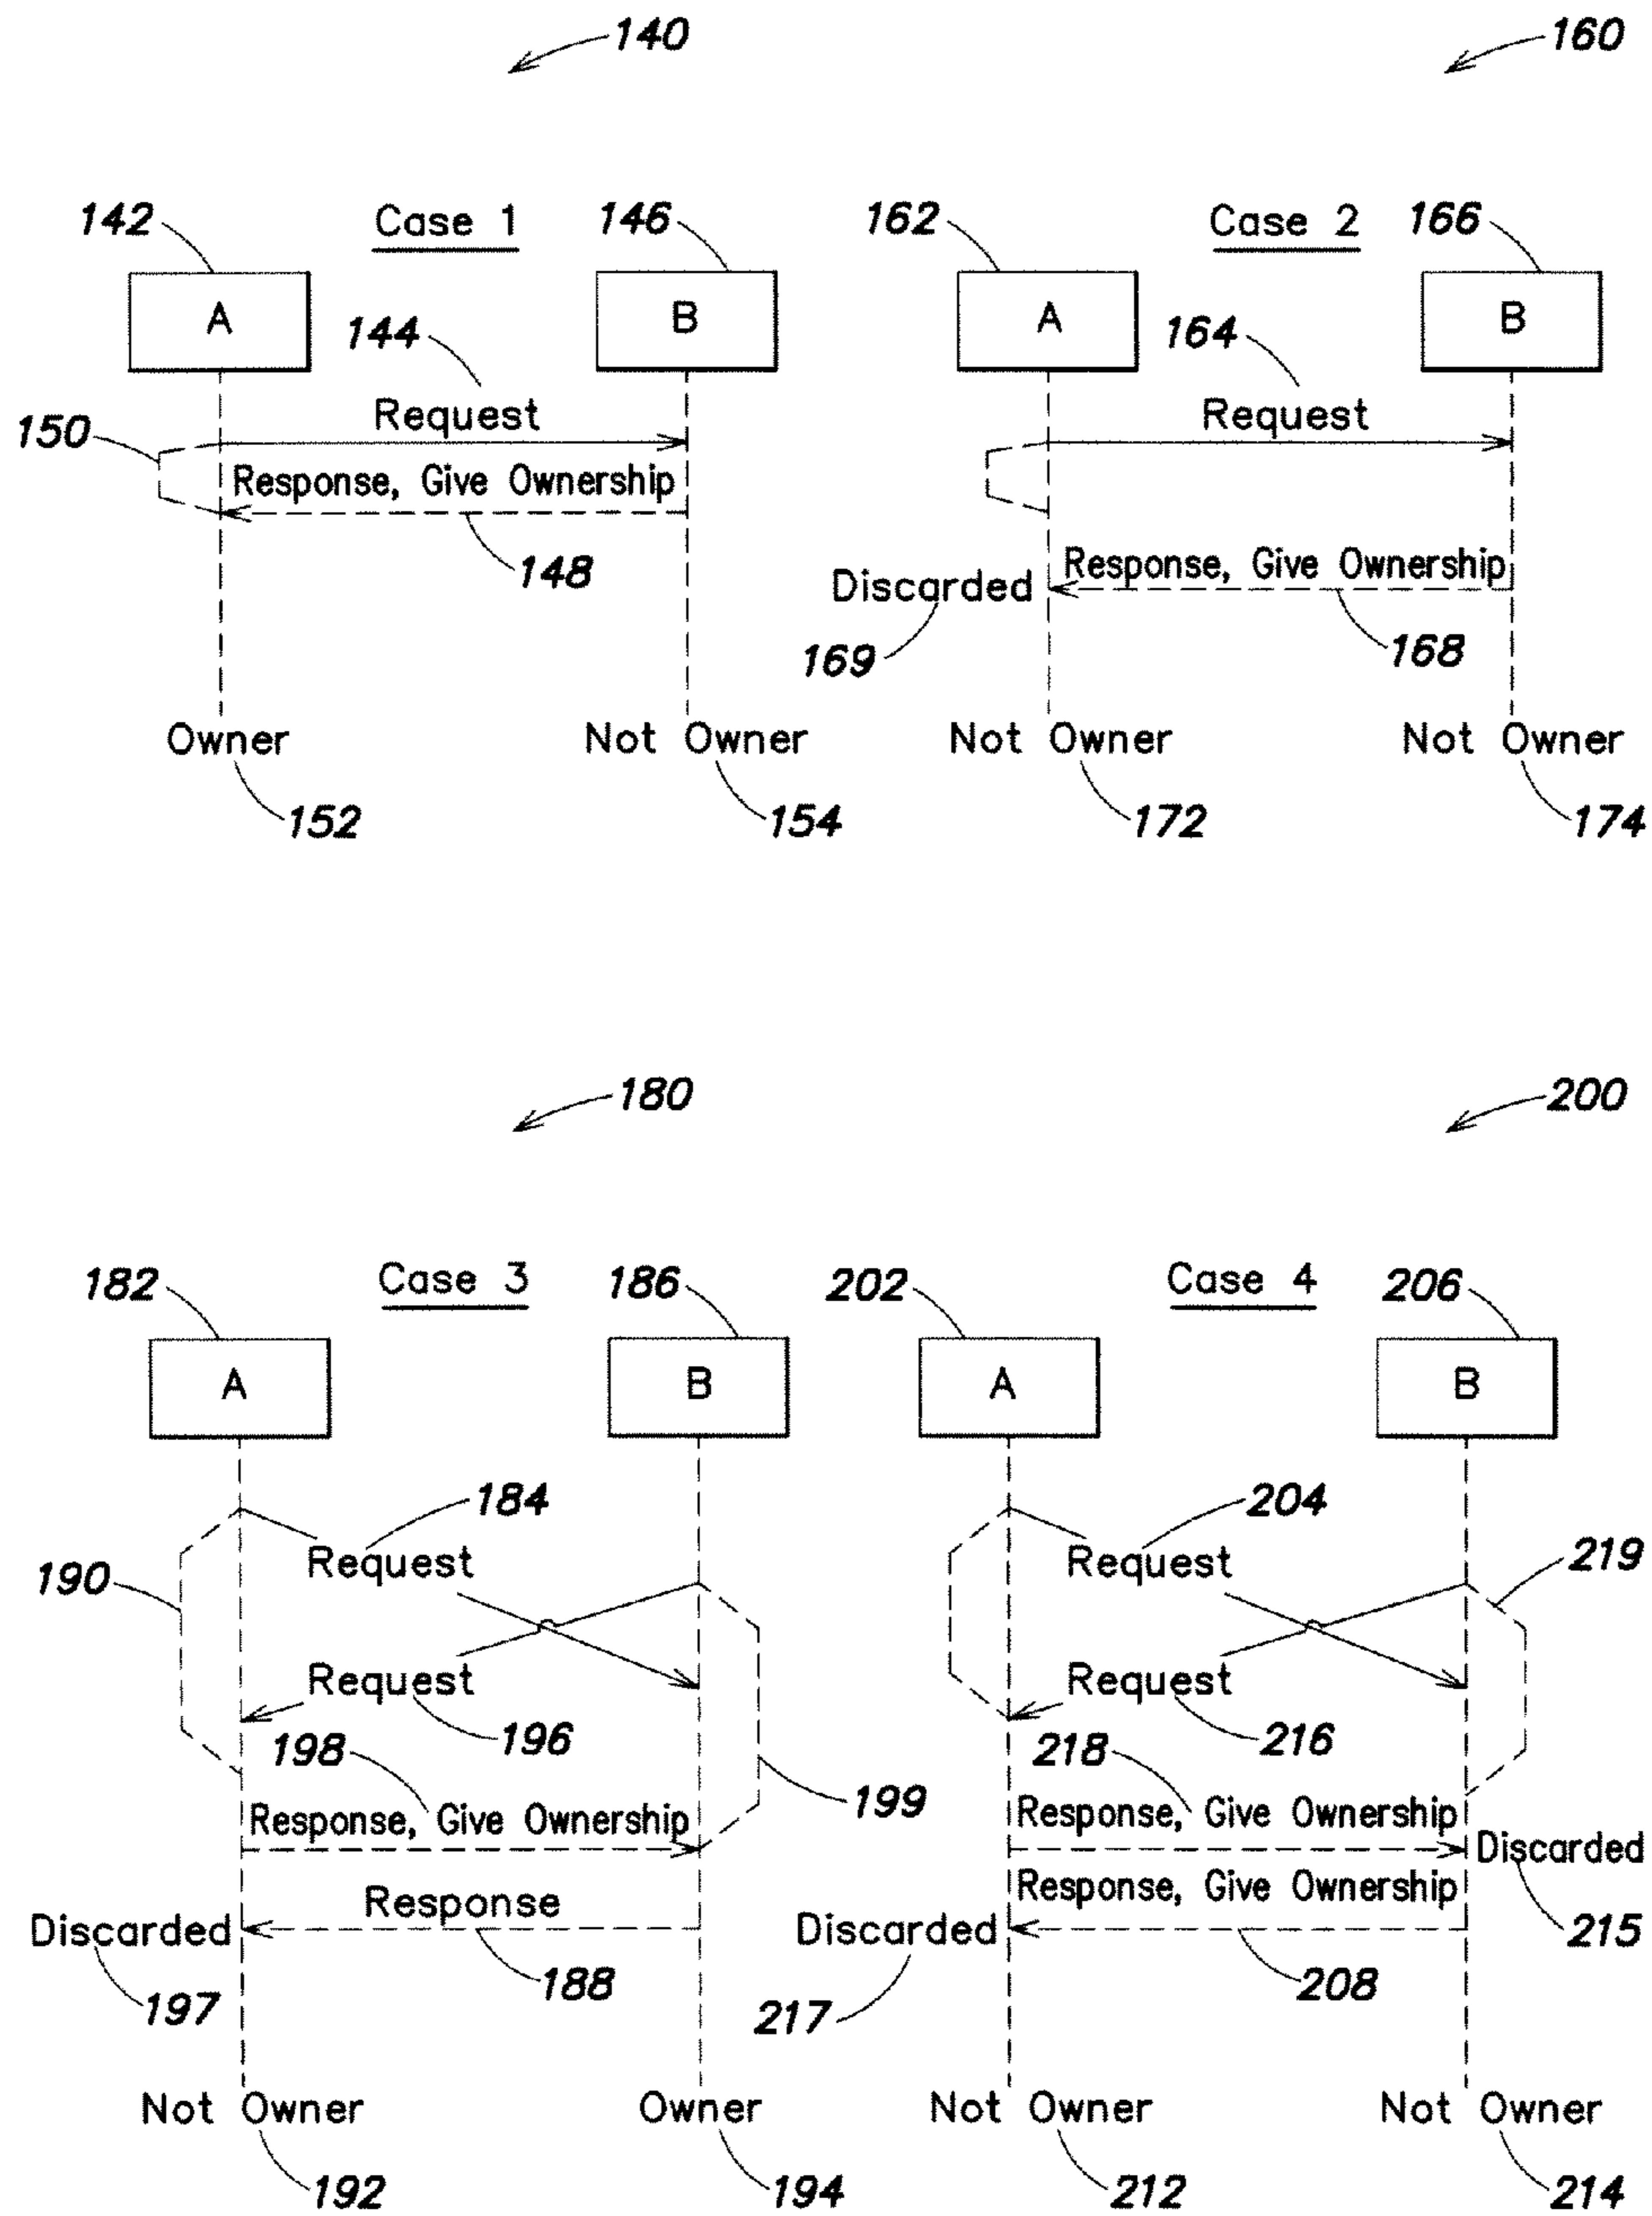 140 160
142 Case 1 146 162 Case 2 166
A B A B
144 164
Request Request
150
Response, Give Ownership
148
Response, Give Ownership
Discarded
169 168
Owner Not Owner Not Owner Not Owner
152 154 172 174
180 200
182 Case 3 186 202 Case 4 206
A B A B
184 204
Request Request
190 219
Request Request
198 196 218 216
199
Response, Give Ownership Response, Give Ownership
Discarded
Response Response, Give Ownership
Discarded Discarded
215
188 208
197 217
Not Owner Owner Not Owner Not Owner
192 194 212 214